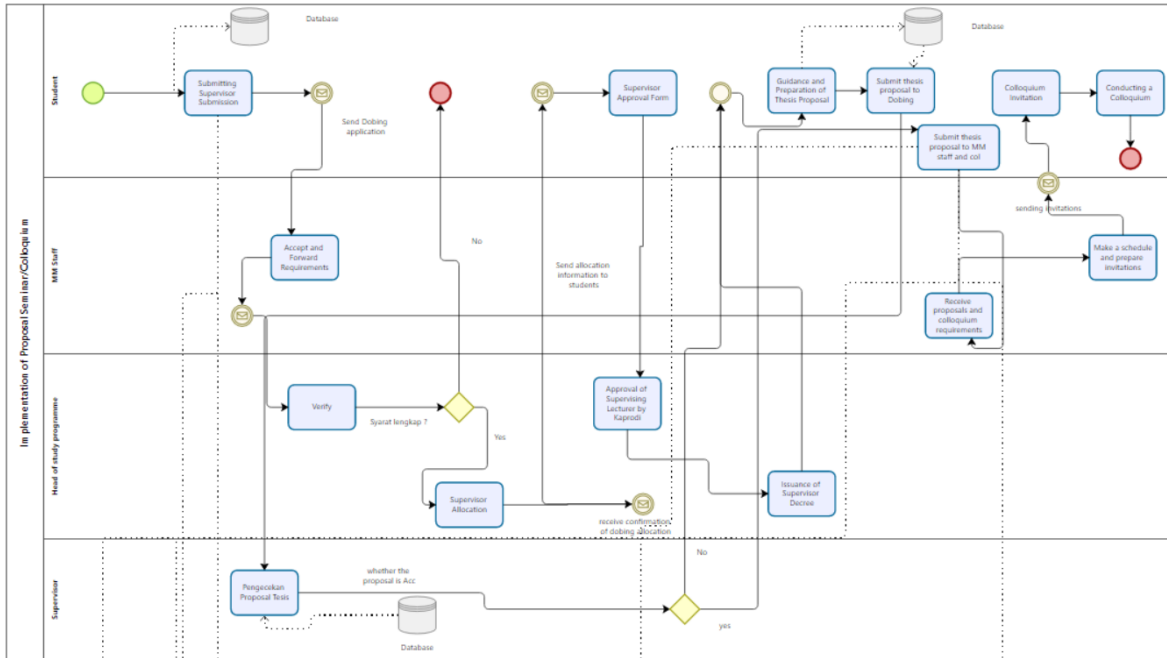 Implementation of Proposal Seminar/Colloquium
Student
Database
Submitting
Supervisor
Submission
Send Dobing
application
Supervisor
Approval Form
Database
Guidance and
Preparation of
Thesis Proposal
Submit thesis
proposal to
Dobing
Submit thesis
proposal to MM
staff and col
Colloquium
Invitation
Conducting a
Colloquium
MM Staff
Accept and
Forward
Requirements
No
Send allocation
information to
students
sending invitations
Make a schedule
and prepare
invitations
Receive
proposals and
colloquium
requirements
Head of study programme
Verify
Syarat lengkap ?
Yes
Supervisor
Allocation
receive confirmation
of dobing allocation
Approval of
Supervising
Lecturer by
Kaprodi
Issuance of
Supervisor
Decree
Supervisor
Pengecekan
Proposal Tesis
whether the
proposal is Acc
Database
No
yes